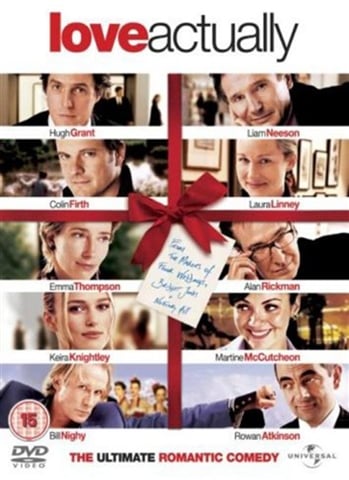 love actually
Hugh Grant
Liam Neeson
Colin Firth
Laura Linney
Emma Thompson
From
The Makers of
Four Weddings,
Bridget Jones
+
Notting Hill
Alan Rickman
Keira Knightley
Martine McCutcheon
15
Bill Nighy
Rowan Atkinson
DVD
VIDEO
THE ULTIMATE ROMANTIC COMEDY
UNIVERSAL